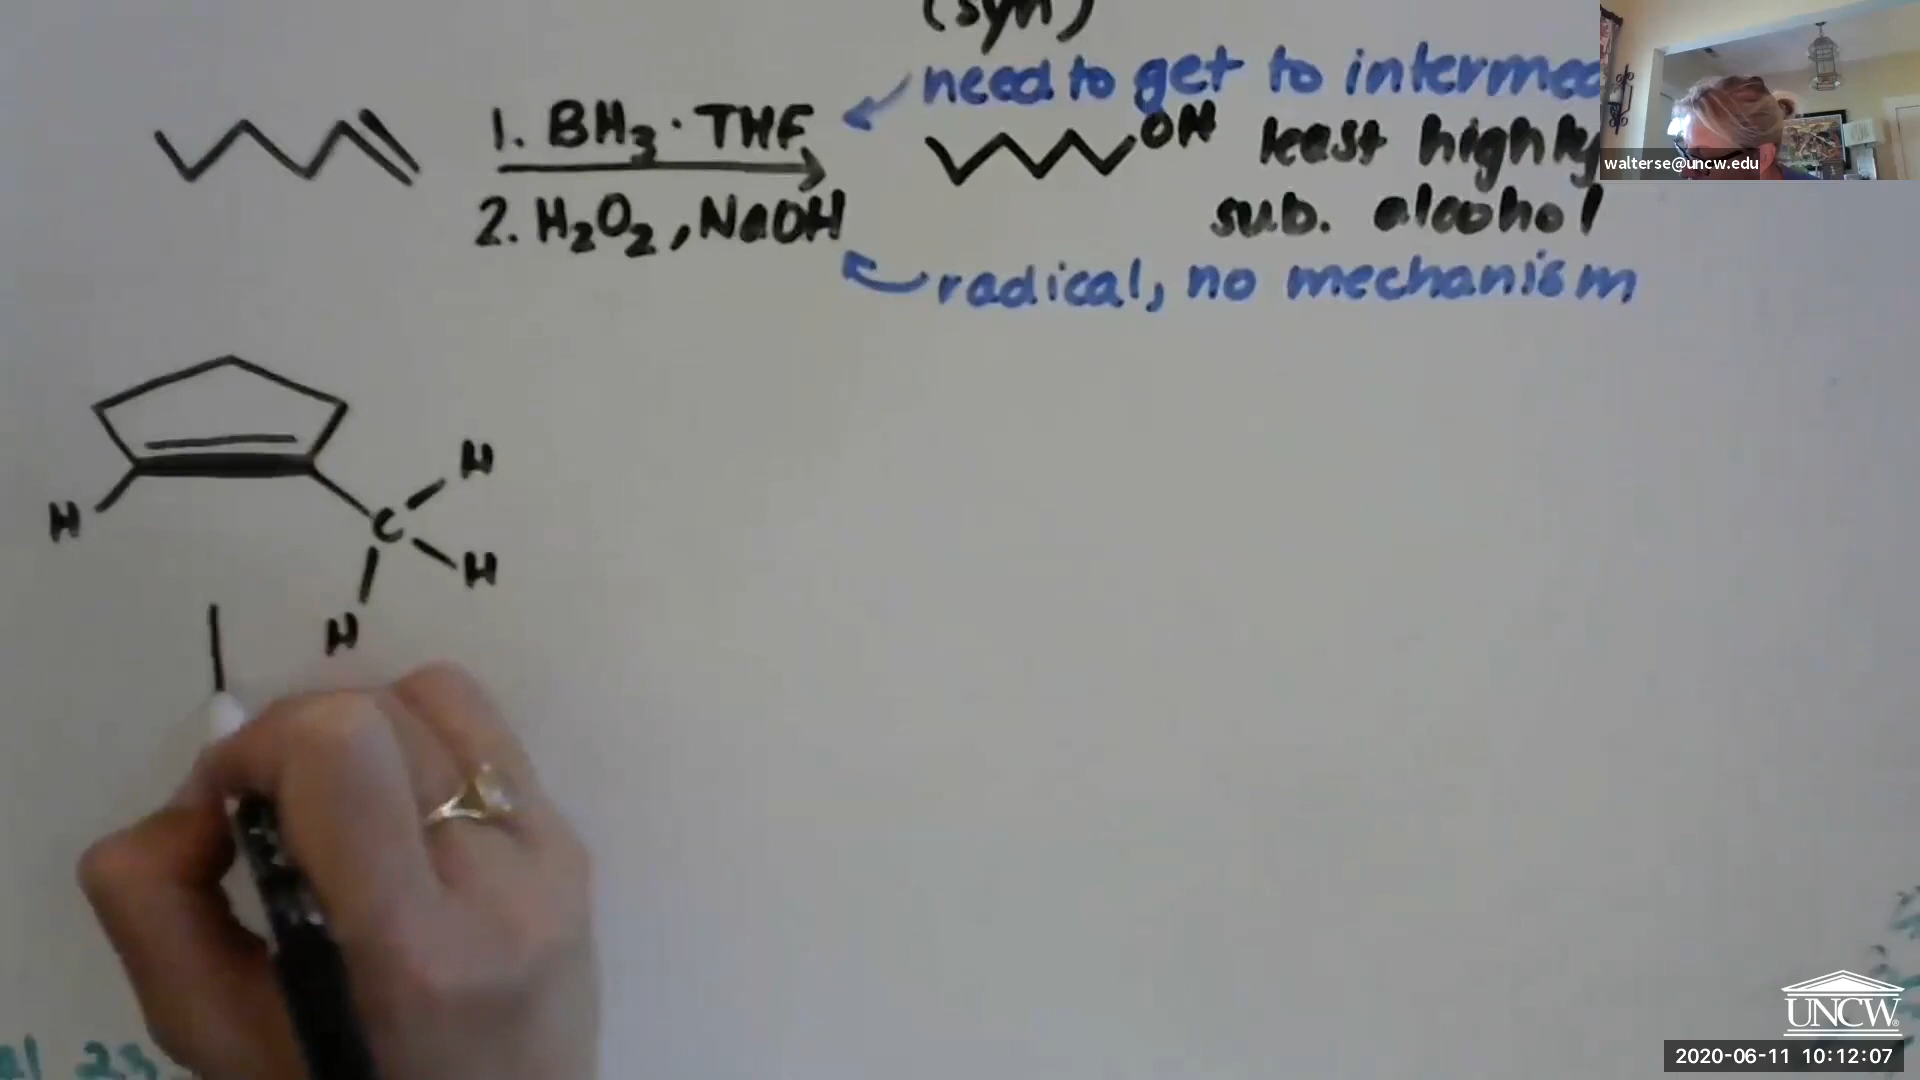 (syn)
need to get to intermed
1. BH3 · THF
OH least highly
walterse@uncw.edu
2. H2O2, NaOH
sub. alcohol
radical, no mechanism
H
H
C
H
H
UNCW
2020-06-11 10:12:07